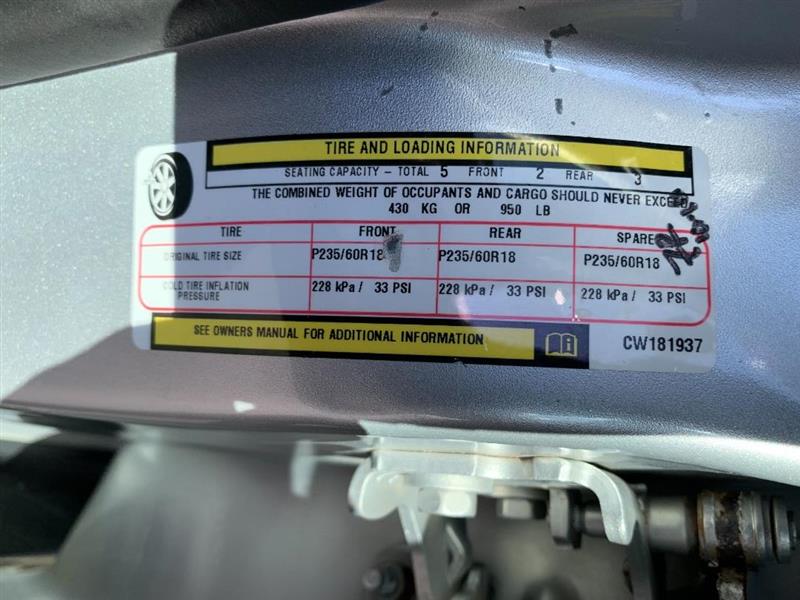 TIRE AND LOADING INFORMATION
SEATING CAPACITY - TOTAL 5 FRONT 2 REAR 3
THE COMBINED WEIGHT OF OCCUPANTS AND CARGO SHOULD NEVER EXCEED
430 KG OR 950 LB
TIRE FRONT REAR SPARE
ORIGINAL TIRE SIZE P235/60R18 P235/60R18 P235/60R18
COLD TIRE INFLATION PRESSURE 228 kPa / 33 PSI 228 kPa / 33 PSI 228 kPa / 33 PSI
SEE OWNERS MANUAL FOR ADDITIONAL INFORMATION
CW181937